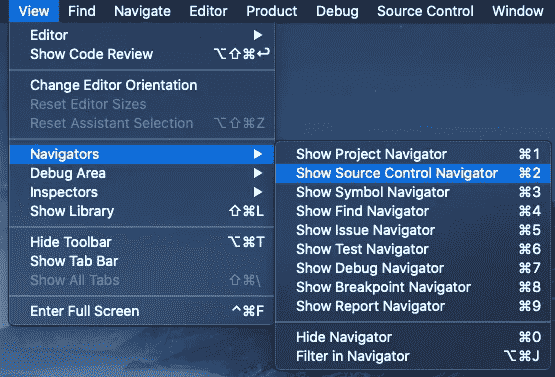 View Find Navigate Editor Product Debug Source Control Window
Editor ▶
Show Code Review ⌥⇧⌘↩
Change Editor Orientation
Reset Editor Sizes
Reset Assistant Selection ⌥⇧⌘Z
Navigators ▶
Debug Area ▶
Inspectors ▶
Show Library ⇧⌘L
Hide Toolbar ⌥⌘T
Show Tab Bar
Show All Tabs ⇧⌘\
Enter Full Screen ^⌘F
Show Project Navigator ⌘1
Show Source Control Navigator ⌘2
Show Symbol Navigator ⌘3
Show Find Navigator ⌘4
Show Issue Navigator ⌘5
Show Test Navigator ⌘6
Show Debug Navigator ⌘7
Show Breakpoint Navigator ⌘8
Show Report Navigator ⌘9
Hide Navigator ⌘0
Filter in Navigator ⌥⌘J